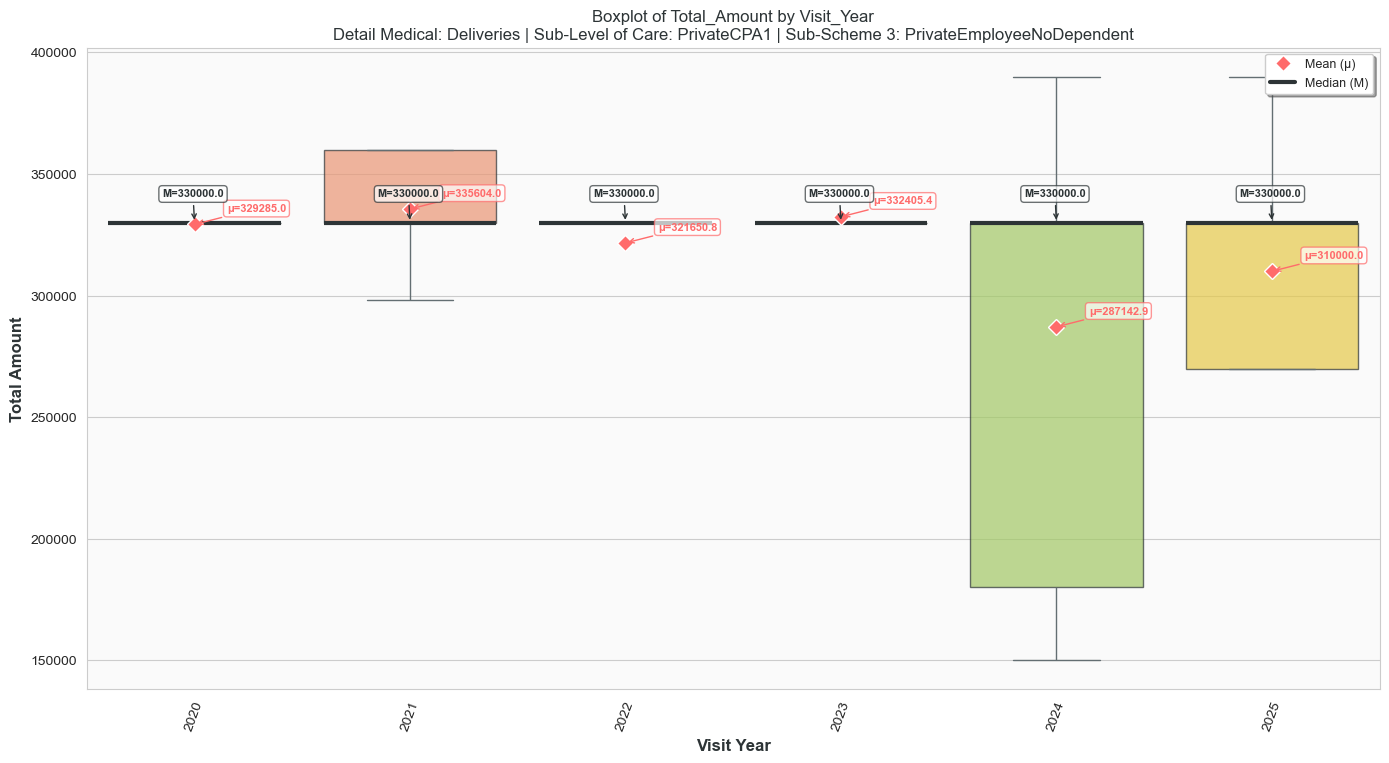 Boxplot of Total_Amount by Visit_Year
Detail Medical: Deliveries | Sub-Level of Care: PrivateCPA1 | Sub-Scheme 3: PrivateEmployeeNoDependent
Mean (μ)
Median (M)
Total Amount
400000
350000
300000
250000
200000
150000
M=330000.0
μ=329285.0
M=330000.0
μ=335604.0
M=330000.0
μ=321650.8
M=330000.0
μ=332405.4
M=330000.0
μ=287142.9
M=330000.0
μ=310000.0
2020
2021
2022
2023
2024
2025
Visit Year